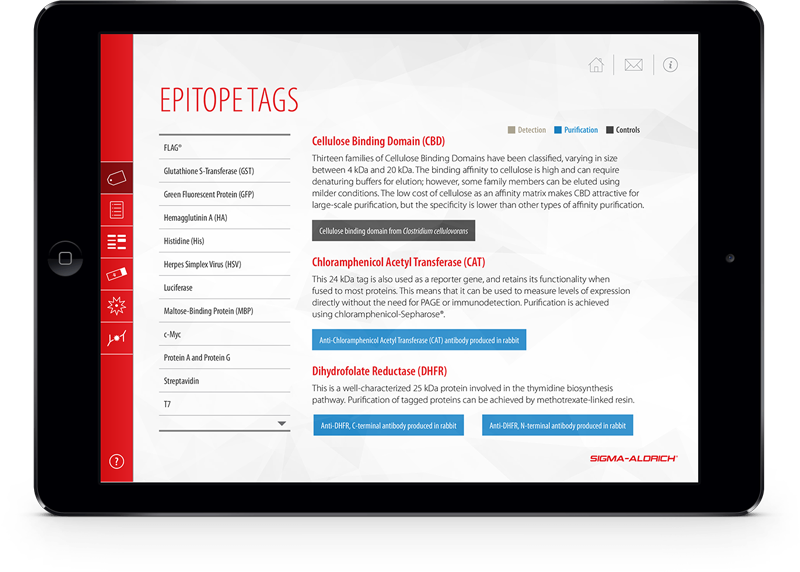 EPITOPE TAGS
FLAG®
Glutathione S-Transferase (GST)
Green Fluorescent Protein (GFP)
Hemagglutinin A (HA)
Histidine (His)
Herpes Simplex Virus (HSV)
Luciferase
Maltose-Binding Protein (MBP)
c-Myc
Protein A and Protein G
Streptavidin
T7
Detection Purification Controls
Cellulose Binding Domain (CBD)
Thirteen families of Cellulose Binding Domains have been classified, varying in size
between 4 kDa and 20 kDa. The binding affinity to cellulose is high and can require
denaturing buffers for elution; however, some family members can be eluted using
milder conditions. The low cost of cellulose as an affinity matrix makes CBD attractive for
large-scale purification, but the specificity is lower than other types of affinity purification.
Cellulose binding domain from Clostridium cellulovorans
Chloramphenicol Acetyl Transferase (CAT)
This 24 kDa tag is also used as a reporter gene, and retains its functionality when
fused to most proteins. This means that it can be used to measure levels of expression
directly without the need for PAGE or immunodetection. Purification is achieved
using chloramphenicol-Sepharose®.
Anti-Chloramphenicol Acetyl Transferase (CAT) antibody produced in rabbit
Dihydrofolate Reductase (DHFR)
This is a well-characterized 25 kDa protein involved in the thymidine biosynthesis
pathway. Purification of tagged proteins can be achieved by methotrexate-linked resin.
Anti-DHFR, C-terminal antibody produced in rabbit
Anti-DHFR, N-terminal antibody produced in rabbit
?
SIGMA-ALDRICH™